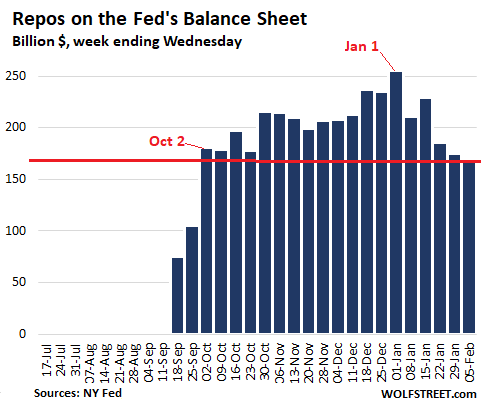 Repos on the Fed's Balance Sheet
Billion $, week ending Wednesday
Jan 1
250
Oct 2
200
150
100
50
0
17-Jul
24-Jul
31-Jul
07-Aug
14-Aug
21-Aug
28-Aug
04-Sep
11-Sep
18-Sep
25-Sep
02-Oct
09-Oct
16-Oct
23-Oct
30-Oct
06-Nov
13-Nov
20-Nov
28-Nov
04-Dec
11-Dec
18-Dec
25-Dec
01-Jan
08-Jan
15-Jan
22-Jan
29-Jan
05-Feb
Sources: NY Fed
WOLFSTREET.COM